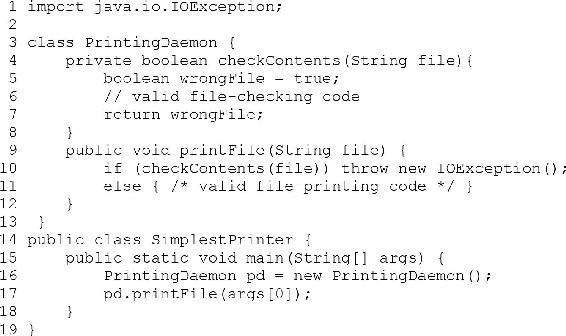 1 import java.io.IOException;
2
3 class PrintingDaemon {
4     private boolean checkContents(String file){
5         boolean wrongFile = true;
6         // valid file-checking code
7         return wrongFile;
8     }
9     public void printFile(String file) {
10         if (checkContents(file)) throw new IOException();
11         else { /* valid file printing code */ }
12     }
13  }
14 public class SimplestPrinter {
15     public static void main(String[] args) {
16         PrintingDaemon pd = new PrintingDaemon();
17         pd.printFile(args[0]);
18     }
19 }